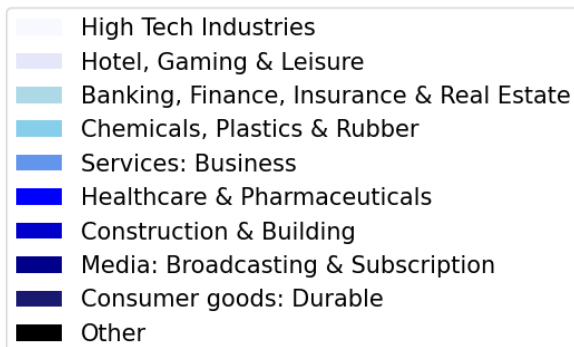 High Tech Industries
Hotel, Gaming & Leisure
Banking, Finance, Insurance & Real Estate
Chemicals, Plastics & Rubber
Services: Business
Healthcare & Pharmaceuticals
Construction & Building
Media: Broadcasting & Subscription
Consumer goods: Durable
Other